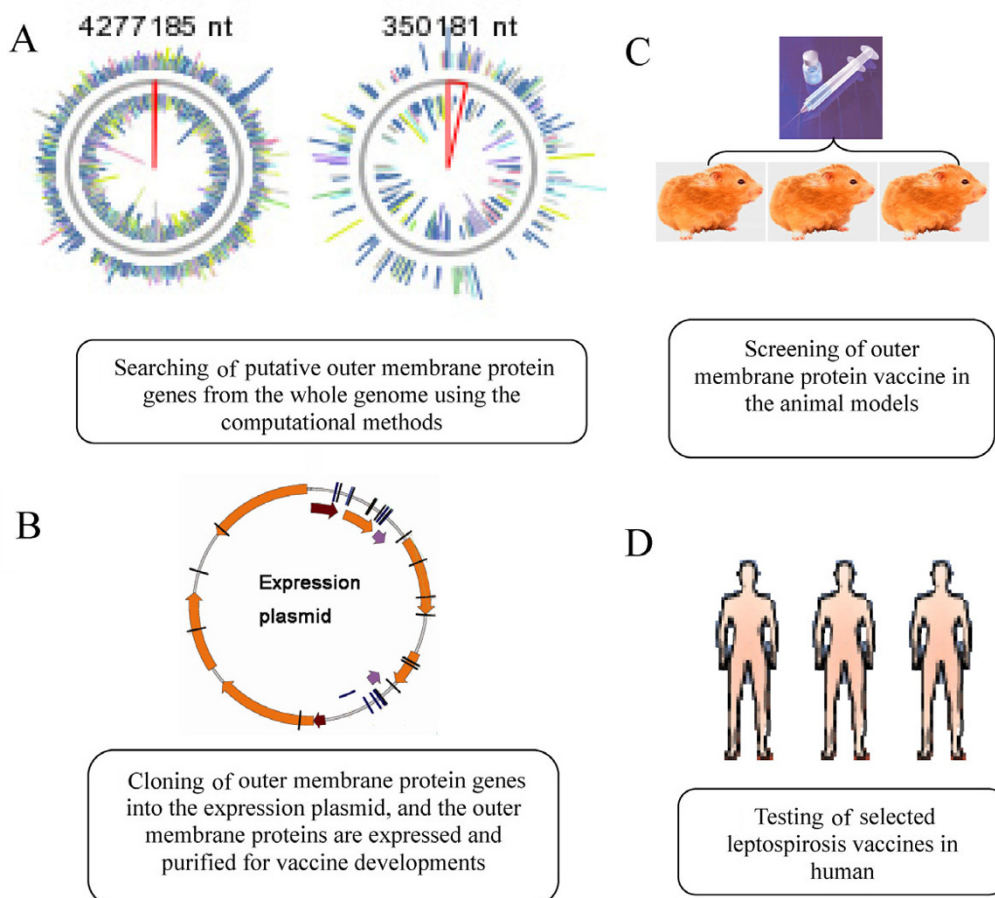 A
4277185 nt
350181 nt
Searching of putative outer membrane protein
genes from the whole genome using the
computational methods
B
Expression
plasmid
Cloning of outer membrane protein genes
into the expression plasmid, and the outer
membrane proteins are expressed and
purified for vaccine developments
C
Screening of outer
membrane protein vaccine in
the animal models
D
Testing of selected
leptospirosis vaccines in
human